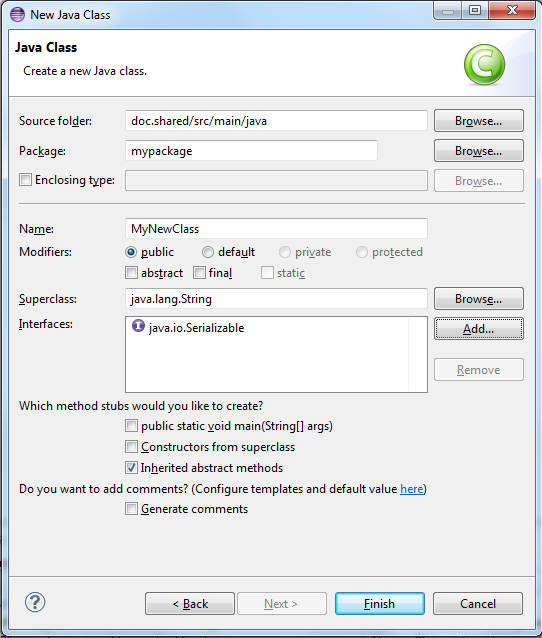 New Java Class
Java Class
Create a new Java class.
C
Source folder: doc.shared/src/main/java Browse...
Package: mypackage Browse...
Enclosing type: Browse...
Name: MyNewClass
Modifiers: public default private protected
abstract final static
Superclass: java.lang.String Browse...
Interfaces: I java.io.Serializable Add...
Remove
Which method stubs would you like to create?
public static void main(String[] args)
Constructors from superclass
Inherited abstract methods
Do you want to add comments? (Configure templates and default value here)
Generate comments
? < Back Next > Finish Cancel